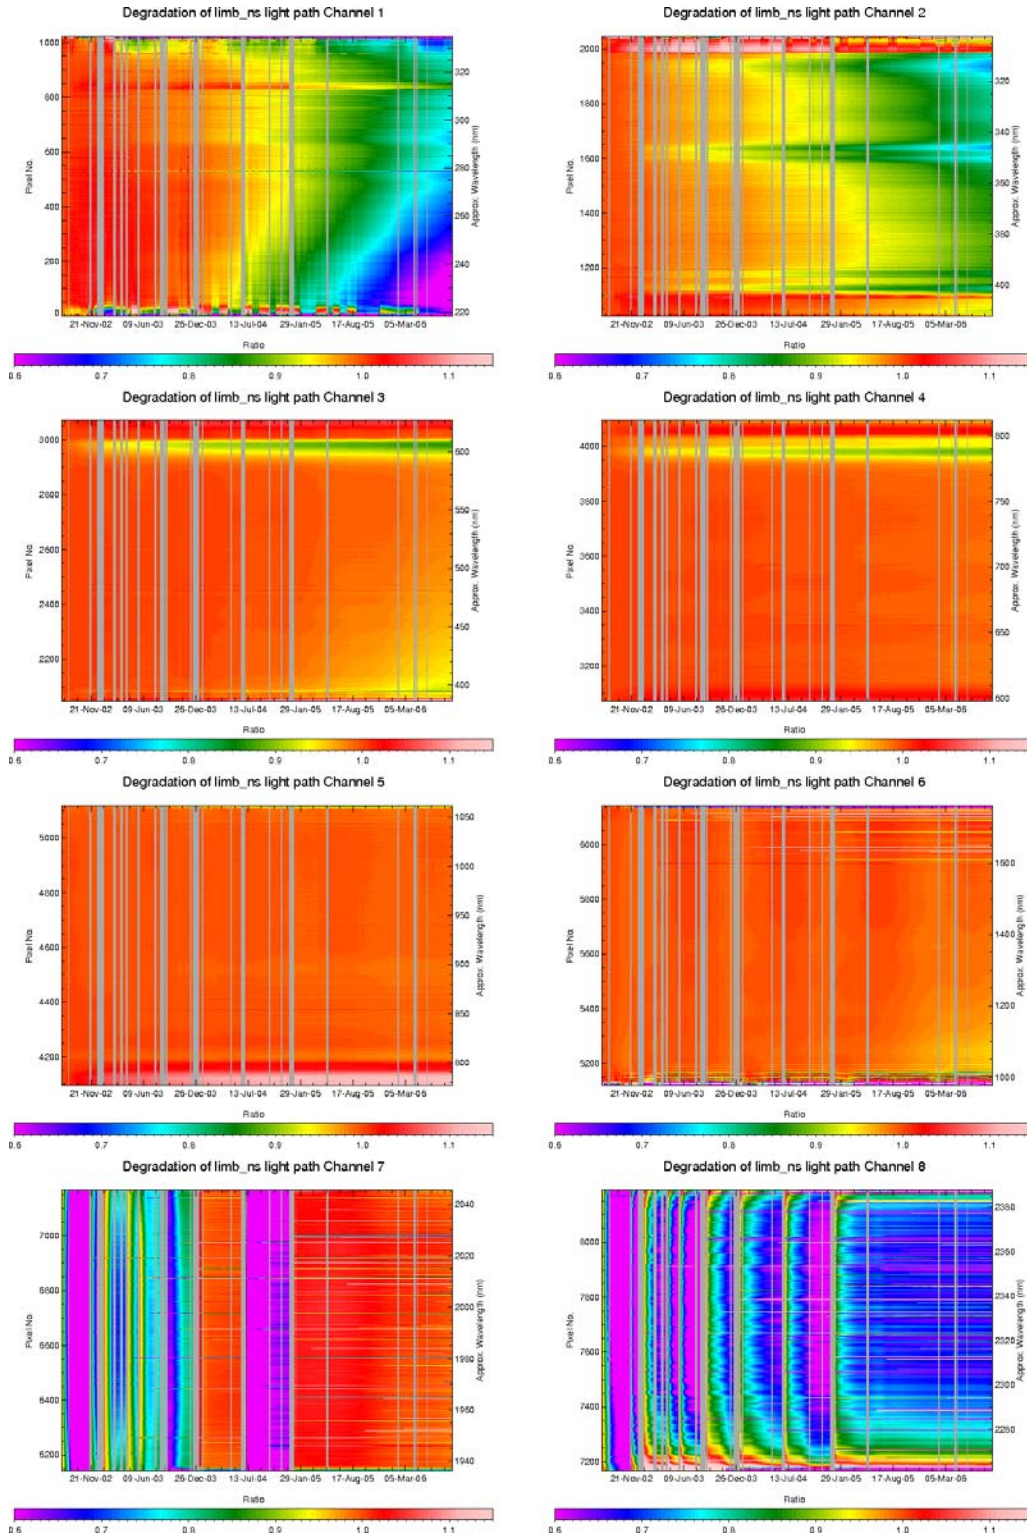 Degradation of limb_ns light path Channel 1
Pixel No.
1000
800
600
400
200
0
320
300
280
260
240
220
Approx. Wavelength (nm)
21-Nov-02 09-Jun-03 26-Dec-03 13-Jul-04 29-Jan-05 17-Aug-05 05-Mar-06
Ratio
0.6 0.7 0.8 0.9 1.0 1.1
Degradation of limb_ns light path Channel 2
Pixel No.
2000
1800
1600
1400
1200
320
340
360
380
400
Approx. Wavelength (nm)
21-Nov-02 09-Jun-03 26-Dec-03 13-Jul-04 29-Jan-05 17-Aug-05 05-Mar-06
Ratio
0.6 0.7 0.8 0.9 1.0 1.1
Degradation of limb_ns light path Channel 3
Pixel No.
3000
2800
2600
2400
2200
600
550
500
450
400
Approx. Wavelength (nm)
21-Nov-02 09-Jun-03 26-Dec-03 13-Jul-04 29-Jan-05 17-Aug-05 05-Mar-06
Ratio
0.6 0.7 0.8 0.9 1.0 1.1
Degradation of limb_ns light path Channel 4
Pixel No.
4000
3800
3600
3400
3200
800
750
700
650
600
Approx. Wavelength (nm)
21-Nov-02 09-Jun-03 26-Dec-03 13-Jul-04 29-Jan-05 17-Aug-05 05-Mar-06
Ratio
0.6 0.7 0.8 0.9 1.0 1.1
Degradation of limb_ns light path Channel 5
Pixel No.
5000
4800
4600
4400
4200
1050
1000
950
900
850
800
Approx. Wavelength (nm)
21-Nov-02 09-Jun-03 26-Dec-03 13-Jul-04 29-Jan-05 17-Aug-05 05-Mar-06
Ratio
0.6 0.7 0.8 0.9 1.0 1.1
Degradation of limb_ns light path Channel 6
Pixel No.
6000
5800
5600
5400
5200
1600
1400
1200
1000
Approx. Wavelength (nm)
21-Nov-02 09-Jun-03 26-Dec-03 13-Jul-04 29-Jan-05 17-Aug-05 05-Mar-06
Ratio
0.6 0.7 0.8 0.9 1.0 1.1
Degradation of limb_ns light path Channel 7
Pixel No.
7000
6800
6600
6400
6200
2040
2020
2000
1980
1960
1940
Approx. Wavelength (nm)
21-Nov-02 09-Jun-03 26-Dec-03 13-Jul-04 29-Jan-05 17-Aug-05 05-Mar-06
Ratio
0.6 0.7 0.8 0.9 1.0 1.1
Degradation of limb_ns light path Channel 8
Pixel No.
8000
7800
7600
7400
7200
2380
2360
2340
2320
2300
2280
Approx. Wavelength (nm)
21-Nov-02 09-Jun-03 26-Dec-03 13-Jul-04 29-Jan-05 17-Aug-05 05-Mar-06
Ratio
0.6 0.7 0.8 0.9 1.0 1.1